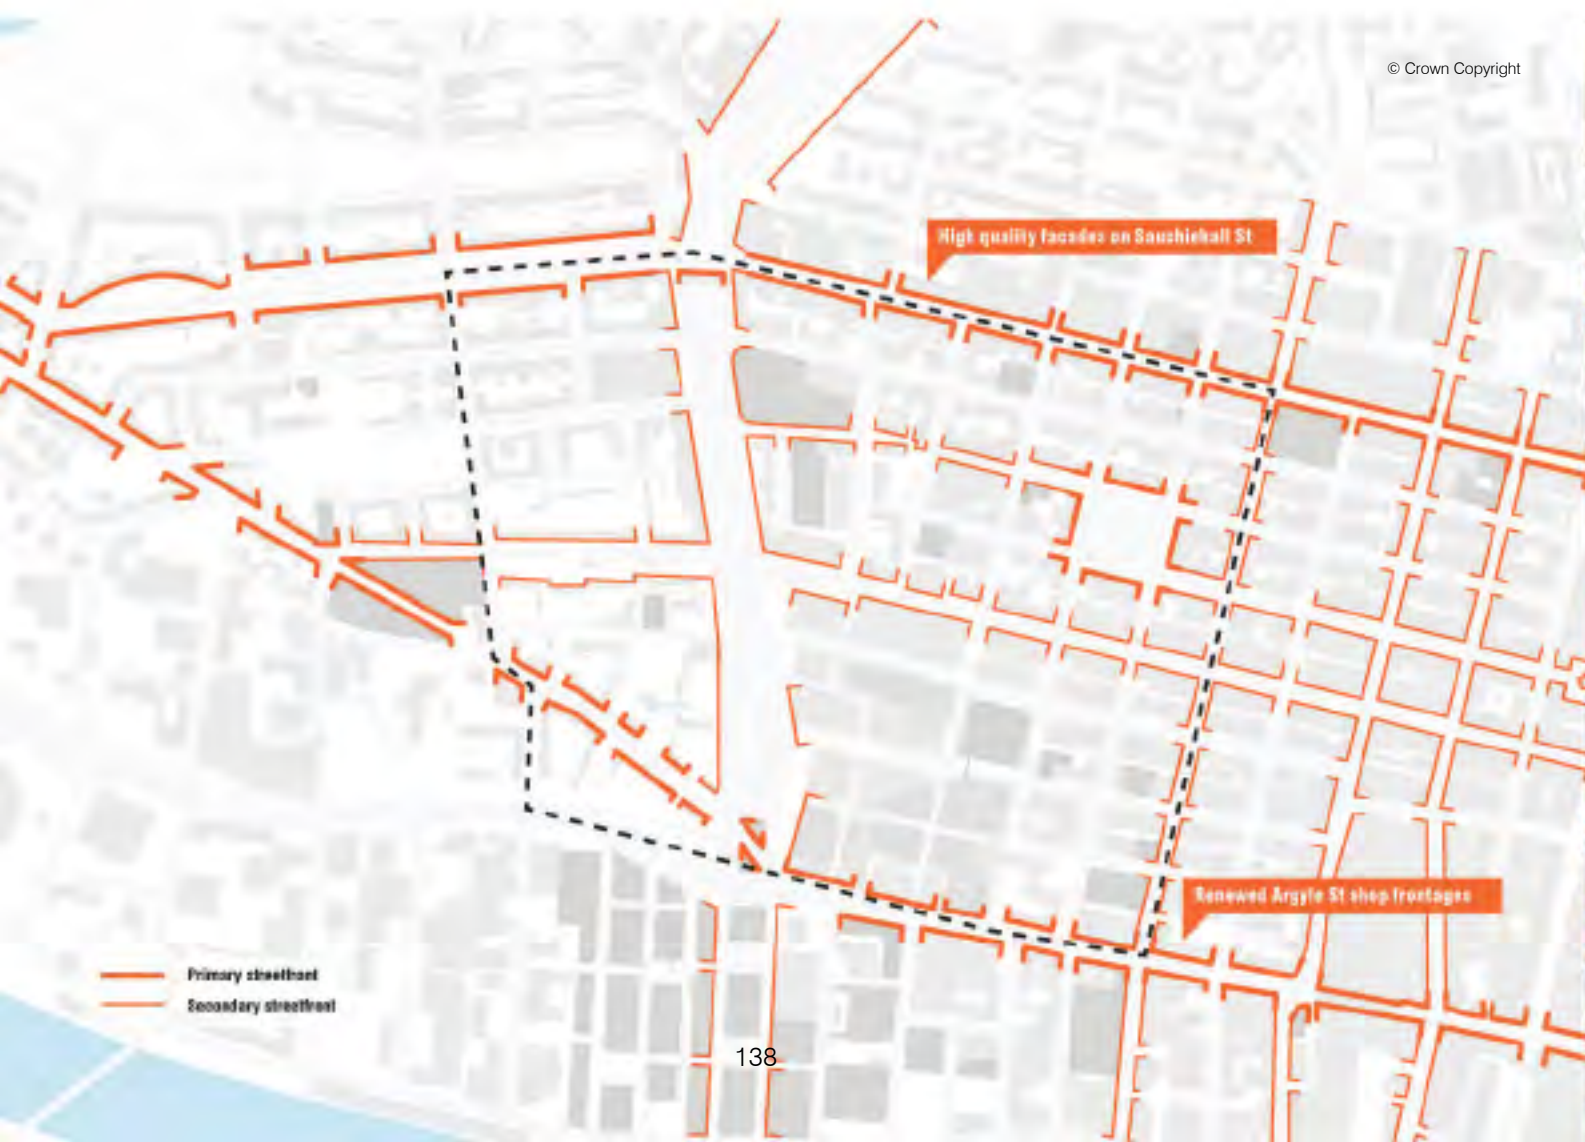 © Crown Copyright
High quality facades on Sauchiehall St
Renewed Argyle St shop frontages
Primary streetfront
Secondary streetfront
138